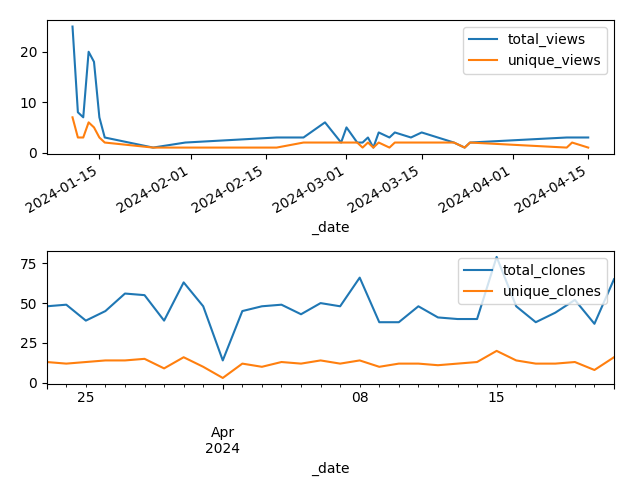 20
10
0
total_views
unique_views
2024-01-15
2024-02-01
2024-02-15
2024-03-01
2024-03-15
2024-04-01
2024-04-15
_date
75
50
25
0
total_clones
unique_clones
25
Apr
2024
08
15
_date